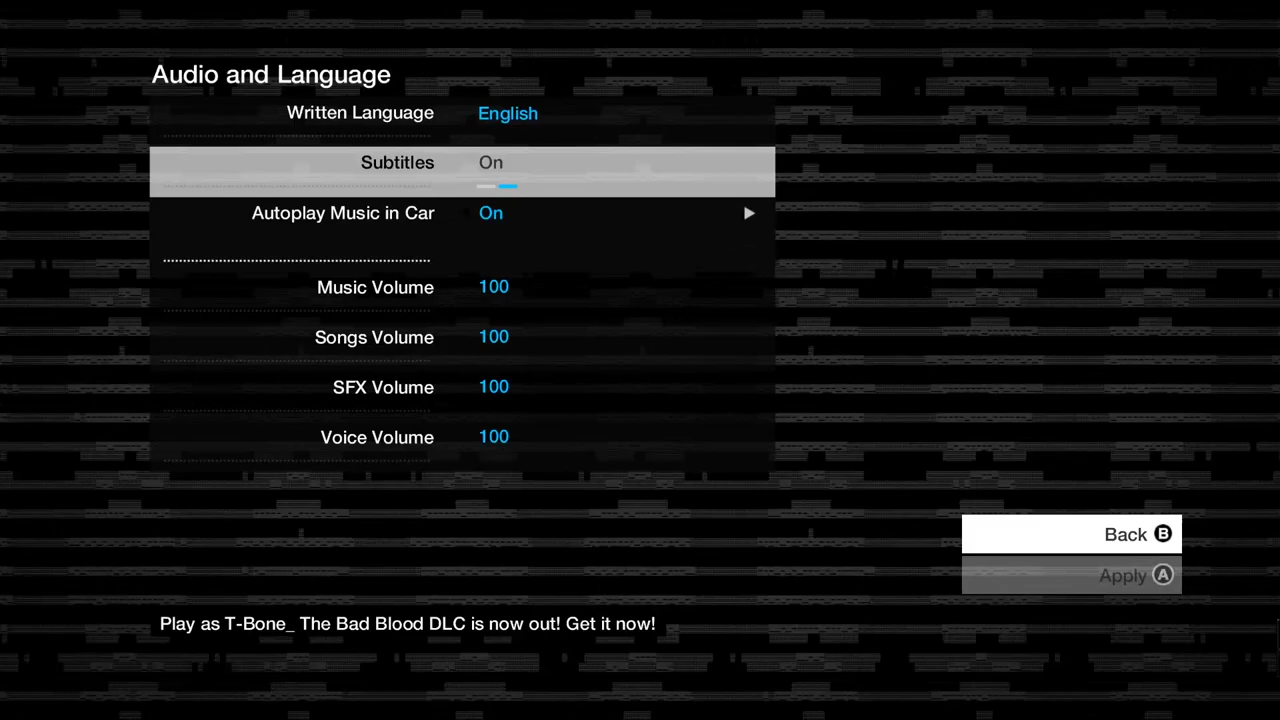 Audio and Language
Written Language English
Subtitles On
Autoplay Music in Car On
Music Volume 100
Songs Volume 100
SFX Volume 100
Voice Volume 100
Back B
Apply A
Play as T-Bone_ The Bad Blood DLC is now out! Get it now!